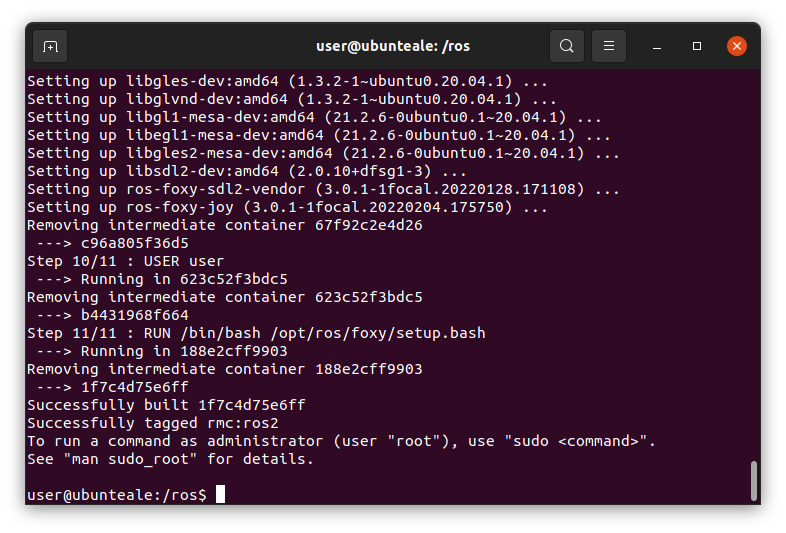 user@ubunteale: /ros
Setting up libgles-dev:amd64 (1.3.2-1~ubuntu0.20.04.1) ...
Setting up libglvnd-dev:amd64 (1.3.2-1~ubuntu0.20.04.1) ...
Setting up libgl1-mesa-dev:amd64 (21.2.6-0ubuntu0.1~20.04.1) ...
Setting up libegl1-mesa-dev:amd64 (21.2.6-0ubuntu0.1~20.04.1) ...
Setting up libgles2-mesa-dev:amd64 (21.2.6-0ubuntu0.1~20.04.1) ...
Setting up libsdl2-dev:amd64 (2.0.10+dfsg1-3) ...
Setting up ros-foxy-sdl2-vendor (3.0.1-1focal.20220128.171108) ...
Setting up ros-foxy-joy (3.0.1-1focal.20220204.175750) ...
Removing intermediate container 67f92c2e4d26
 ---> c96a805f36d5
Step 10/11 : USER user
 ---> Running in 623c52f3bdc5
Removing intermediate container 623c52f3bdc5
 ---> b4431968f664
Step 11/11 : RUN /bin/bash /opt/ros/foxy/setup.bash
 ---> Running in 188e2cff9903
Removing intermediate container 188e2cff9903
 ---> 1f7c4d75e6ff
Successfully built 1f7c4d75e6ff
Successfully tagged rmc:ros2
To run a command as administrator (user "root"), use "sudo <command>".
See "man sudo_root" for details.
user@ubunteale:/ros$